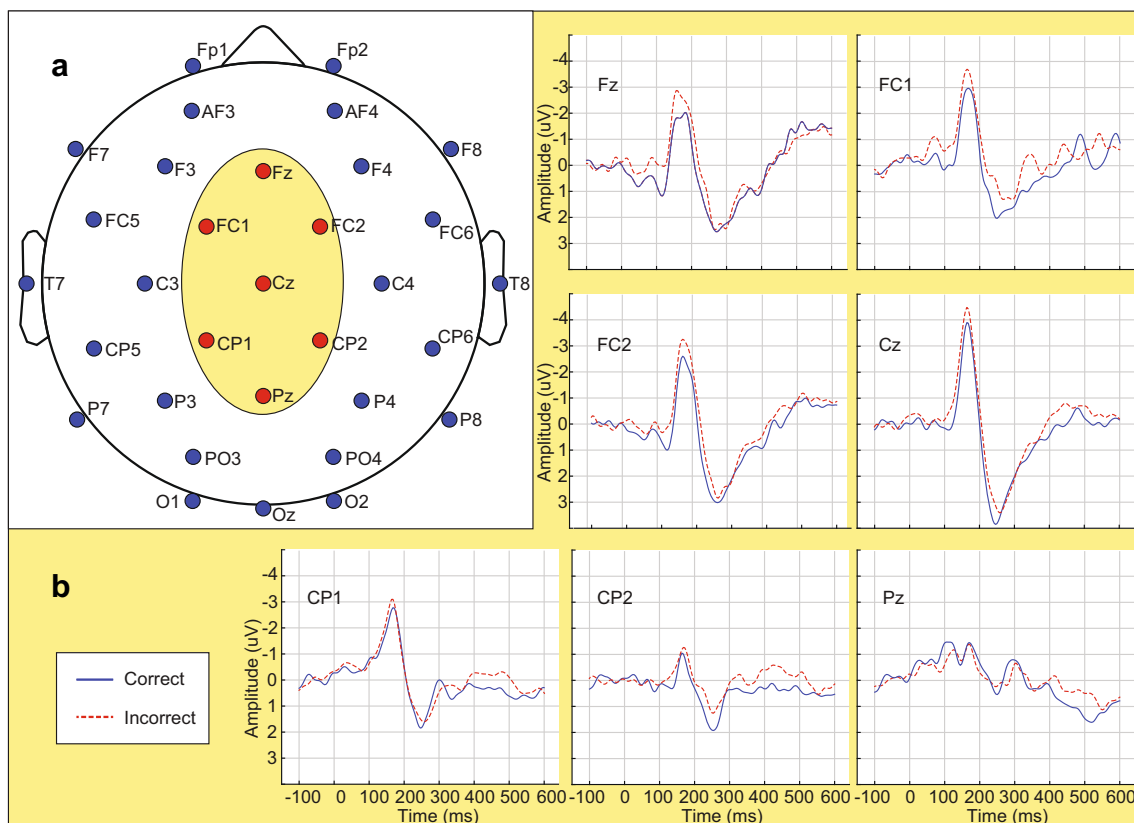 a
Fp1 Fp2
AF3 AF4
F7 F3 Fz F4 F8
FC5 FC1 FC2 FC6
T7 C3 Cz C4 T8
CP5 CP1 CP2 CP6
P7 P3 Pz P4 P8
PO3 PO4
O1 Oz O2
Fz
-4
-3
-2
-1
0
1
2
3
Amplitude (uV)
FC1
FC2
-4
-3
-2
-1
0
1
2
3
Amplitude (uV)
Cz
b
Correct
Incorrect
CP1
-4
-3
-2
-1
0
1
2
3
Amplitude (uV)
-100 0 100 200 300 400 500 600
Time (ms)
CP2
-100 0 100 200 300 400 500 600
Time (ms)
Pz
-100 0 100 200 300 400 500 600
Time (ms)